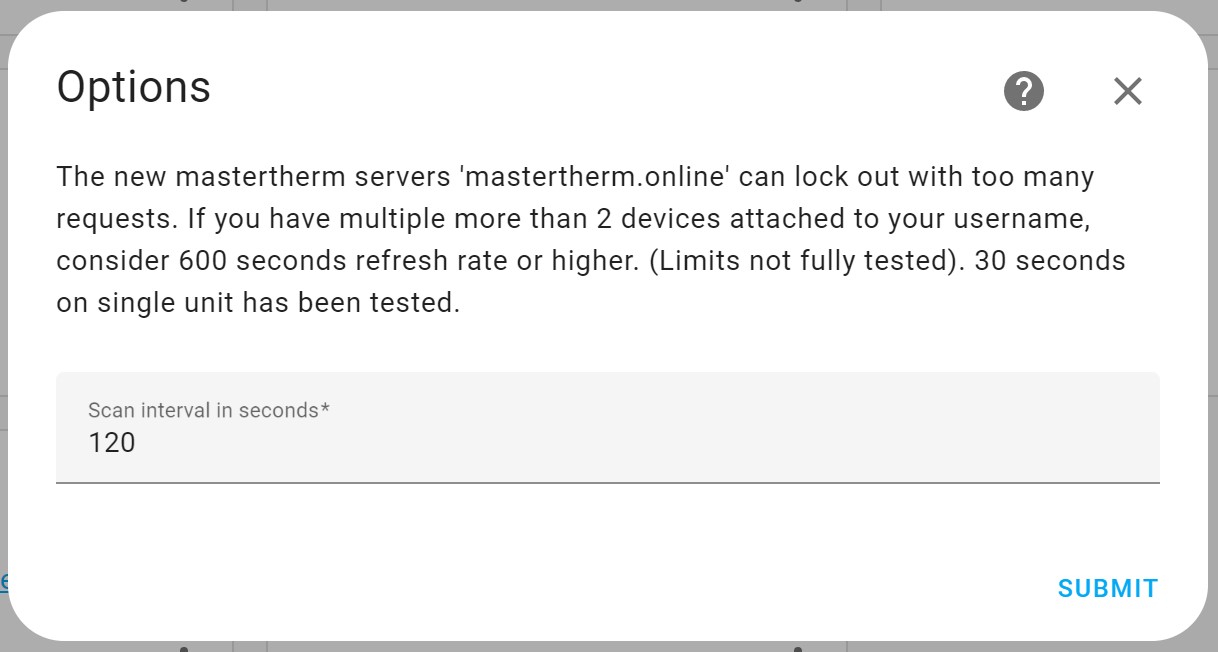 Options
The new mastertherm servers 'mastertherm.online' can lock out with too many
requests. If you have multiple more than 2 devices attached to your username,
consider 600 seconds refresh rate or higher. (Limits not fully tested). 30 seconds
on single unit has been tested.
Scan interval in seconds*
120
SUBMIT